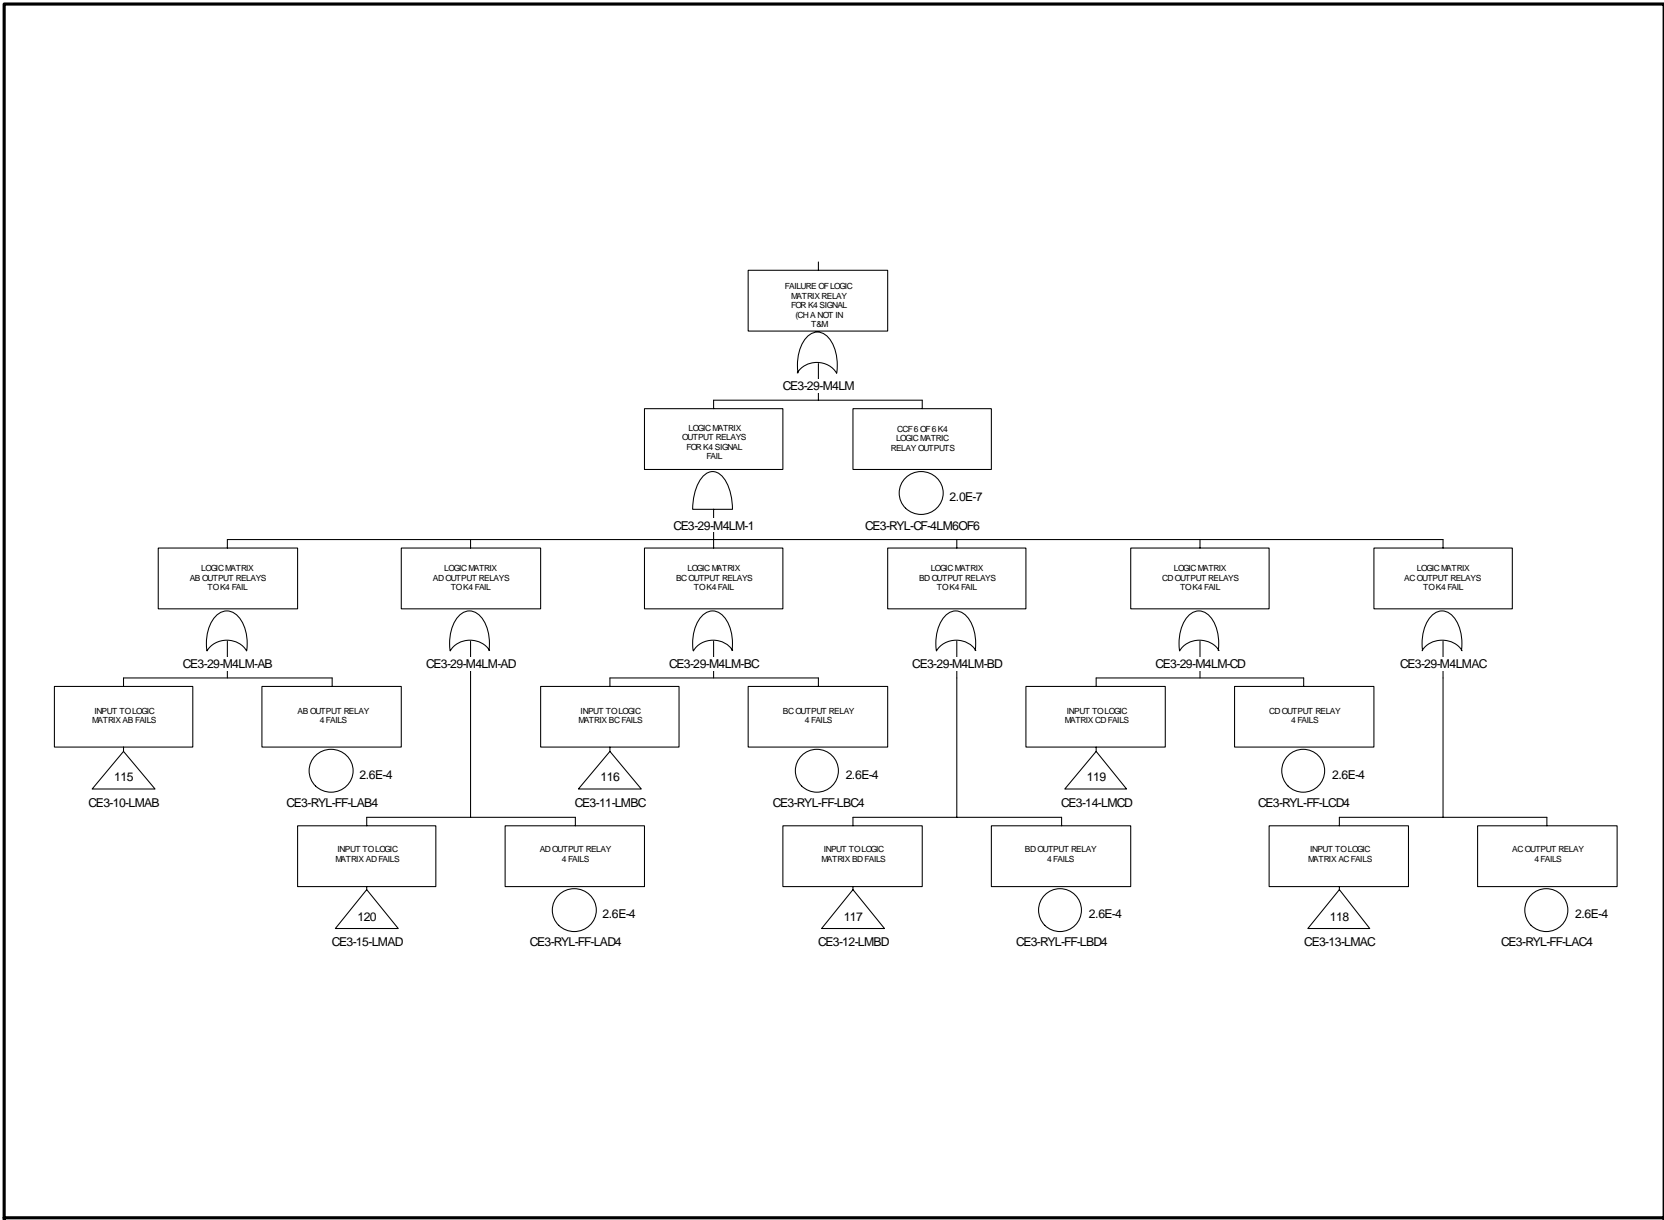 FAILURE OF LOGIC
MATRIX RELAY
FOR K4 SIGNAL
(CH A NOT IN
T&M
CE3-29-M4LM
LOGIC MATRIX
OUTPUT RELAYS
FOR K4 SIGNAL
FAIL
CE3-29-M4LM-1
CCF 6 OF 6 K4
LOGIC MATRIC
RELAY OUTPUTS
2.0E-7
CE3-RYL-CF-4LM6OF6
LOGIC MATRIX
AB OUTPUT RELAYS
TO K4 FAIL
CE3-29-M4LM-AB
LOGIC MATRIX
AD OUTPUT RELAYS
TO K4 FAIL
CE3-29-M4LM-AD
LOGIC MATRIX
BC OUTPUT RELAYS
TO K4 FAIL
CE3-29-M4LM-BC
LOGIC MATRIX
BD OUTPUT RELAYS
TO K4 FAIL
CE3-29-M4LM-BD
LOGIC MATRIX
CD OUTPUT RELAYS
TO K4 FAIL
CE3-29-M4LM-CD
LOGIC MATRIX
AC OUTPUT RELAYS
TO K4 FAIL
CE3-29-M4LMAC
INPUT TO LOGIC
MATRIX AB FAILS
115
CE3-10-LMAB
AB OUTPUT RELAY
4 FAILS
2.6E-4
CE3-RYL-FF-LAB4
INPUT TO LOGIC
MATRIX BC FAILS
116
CE3-11-LMBC
BC OUTPUT RELAY
4 FAILS
2.6E-4
CE3-RYL-FF-LBC4
INPUT TO LOGIC
MATRIX CD FAILS
119
CE3-14-LMCD
CD OUTPUT RELAY
4 FAILS
2.6E-4
CE3-RYL-FF-LCD4
INPUT TO LOGIC
MATRIX AD FAILS
120
CE3-15-LMAD
AD OUTPUT RELAY
4 FAILS
2.6E-4
CE3-RYL-FF-LAD4
INPUT TO LOGIC
MATRIX BD FAILS
117
CE3-12-LMBD
BD OUTPUT RELAY
4 FAILS
2.6E-4
CE3-RYL-FF-LBD4
INPUT TO LOGIC
MATRIX AC FAILS
118
CE3-13-LMAC
AC OUTPUT RELAY
4 FAILS
2.6E-4
CE3-RYL-FF-LAC4